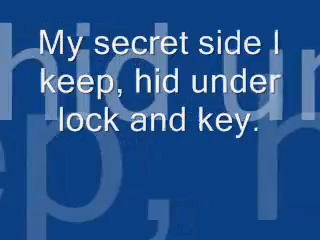 My secret side I
keep, hid under
lock and key.